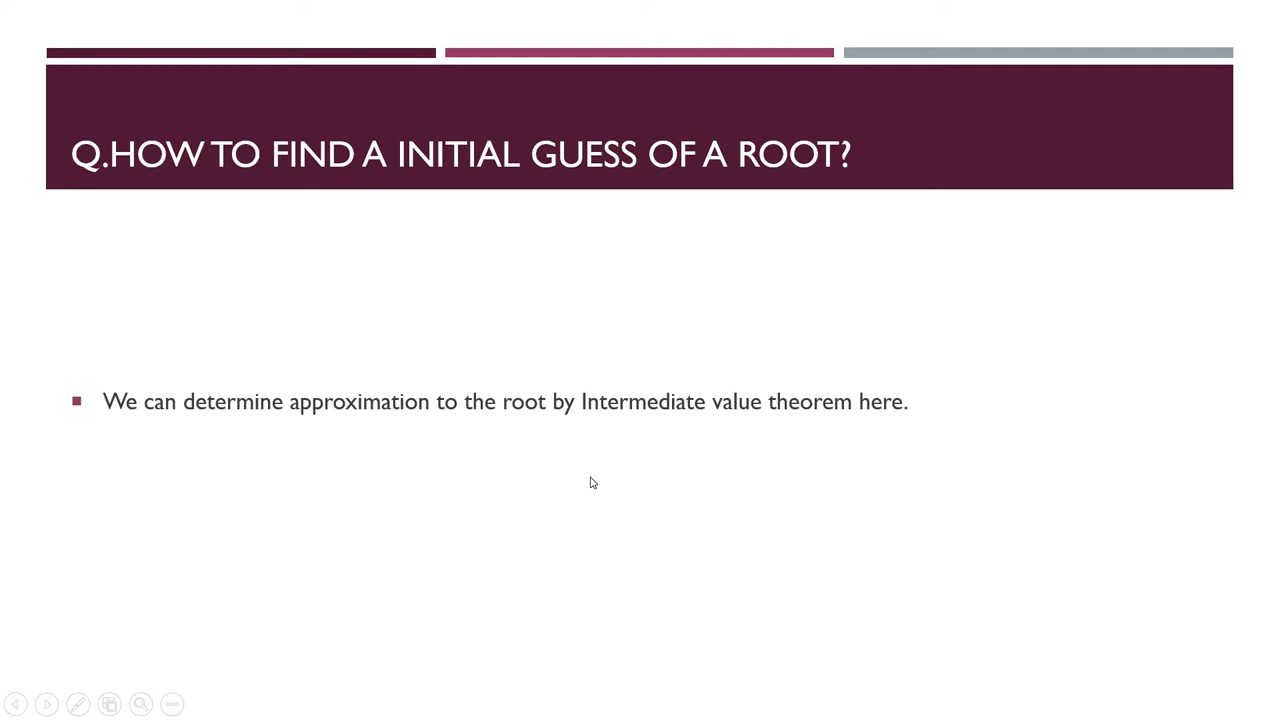 Q.HOW TO FIND A INITIAL GUESS OF A ROOT?
We can determine approximation to the root by Intermediate value theorem here.